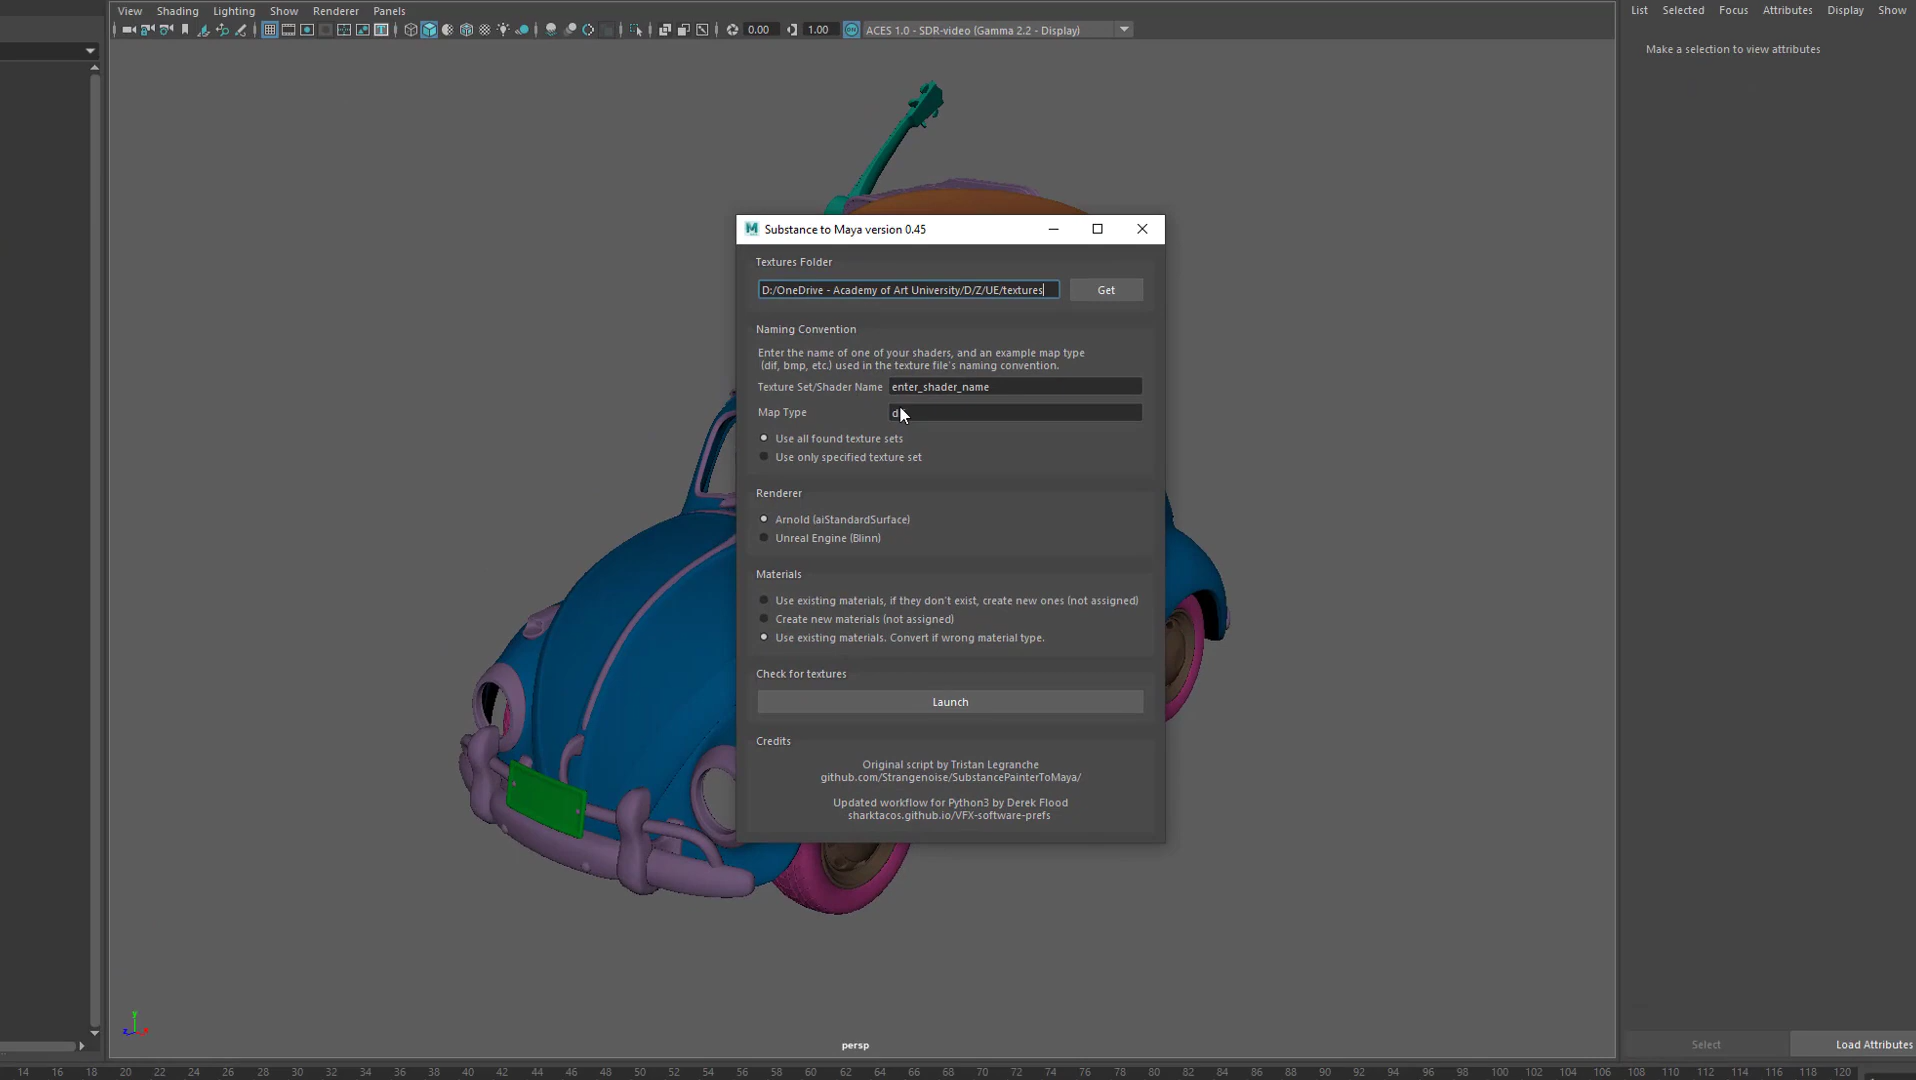 View Shading Lighting Show Renderer Panels
List Selected Focus Attributes Display Show
0.00 1.00 ACES 1.0 - SDR-video (Gamma 2.2 - Display)
Make a selection to view attributes
Substance to Maya version 0.45
Textures Folder
D:/OneDrive - Academy of Art University/D/Z/UE/textures Get
Naming Convention
Enter the name of one of your shaders, and an example map type
(dif, bmp, etc.) used in the texture file's naming convention.
Texture Set/Shader Name enter_shader_name
Map Type
Use all found texture sets
Use only specified texture set
Renderer
Arnold (aiStandardSurface)
Unreal Engine (Blinn)
Materials
Use existing materials, if they don't exist, create new ones (not assigned)
Create new materials (not assigned)
Use existing materials. Convert if wrong material type.
Check for textures
Launch
Credits
Original script by Tristan Legranche
github.com/Strangenoise/SubstancePainterToMaya/
Updated workflow for Python3 by Derek Flood
sharktacos.github.io/VFX-software-prefs
y
z x
persp
Select Load Attributes
14 16 18 20 22 24 26 28 30 32 34 36 38 40 42 44 46 48 50 52 54 56 58 60 62 64 66 68 70 72 74 76 78 80 82 84 86 88 90 92 94 96 98 100 102 104 106 108 110 112 114 116 118 120